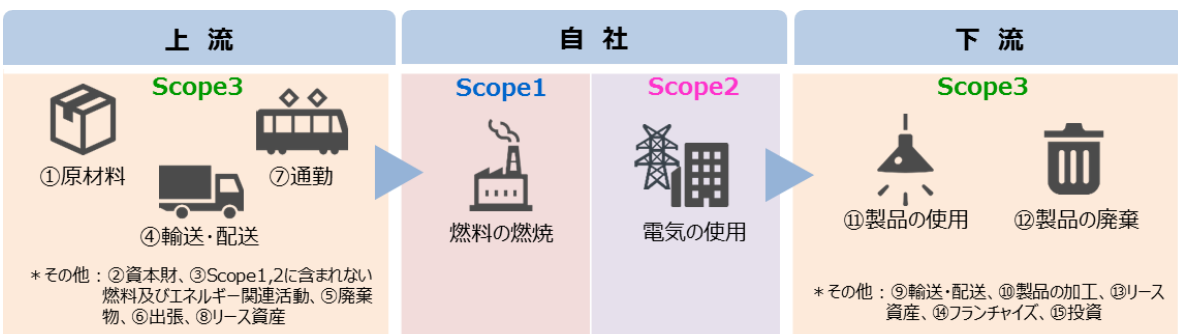 上 流
自 社
下 流
Scope3
Scope1
Scope2
Scope3
①原材料
⑦通勤
④輸送・配送
燃料の燃焼
電気の使用
⑪製品の使用
⑫製品の廃棄
＊その他：②資本財、③Scope1,2に含まれない
燃料及びエネルギー関連活動、⑤廃棄
物、⑥出張、⑧リース資産
＊その他：⑨輸送・配送、⑩製品の加工、⑬リース
資産、⑭フランチャイズ、⑮投資